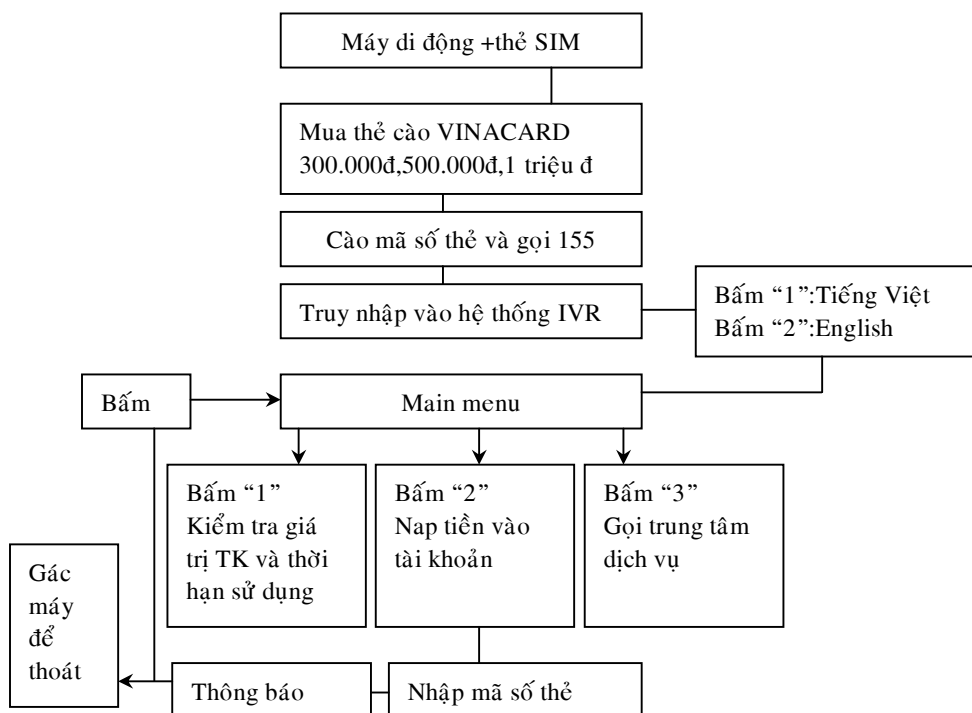 Máy di động +thẻ SIM
Mua thẻ cào VINACARD
300.000đ,500.000đ,1 triệu đ
Cào mã số thẻ và gọi 155
Truy nhập vào hệ thống IVR
Bấm “1”:Tiếng Việt
Bấm “2”:English
Bấm
Main menu
Bấm “1”
Kiểm tra giá
trị TK và thời
hạn sử dụng
Bấm “2”
Nạp tiền vào
tài khoản
Bấm “3”
Gọi trung tâm
dịch vụ
Gác
máy
để
thoát
Thông báo
Nhập mã số thẻ